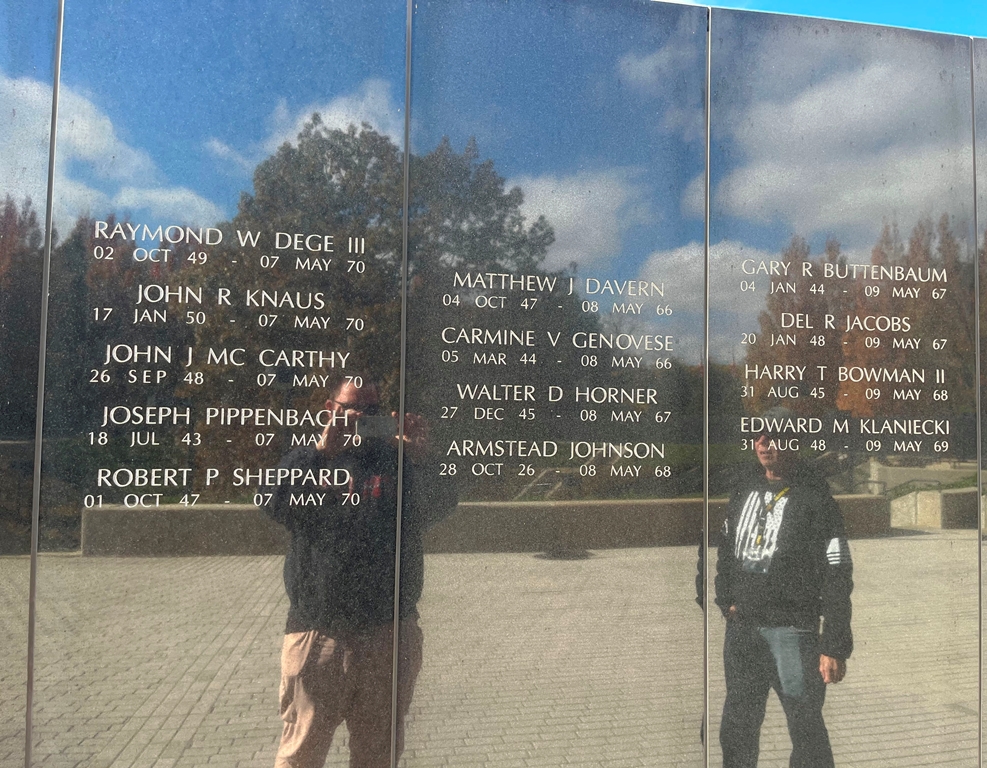 RAYMOND W DEGE III
02 OCT 49 - 07 MAY 70
JOHN R KNAUS
17 JAN 50 - 07 MAY 70
JOHN J MC CARTHY
26 SEP 48 - 07 MAY 70
JOSEPH PIPPENBACH
18 JUL 43 - 07 MAY 70
ROBERT P SHEPPARD
01 OCT 47 - 07 MAY 70
MATTHEW J DAVERN
04 OCT 47 - 08 MAY 66
CARMINE V GENOVESE
05 MAR 44 - 08 MAY 66
WALTER D HORNER
27 DEC 45 - 08 MAY 67
ARMSTEAD JOHNSON
28 OCT 26 - 08 MAY 68
GARY R BUTTENBAUM
04 JAN 44 - 09 MAY 67
DEL R JACOBS
20 JAN 48 - 09 MAY 67
HARRY T BOWMAN II
31 AUG 45 - 09 MAY 68
EDWARD M KLANIECKI
31 AUG 48 - 09 MAY 69